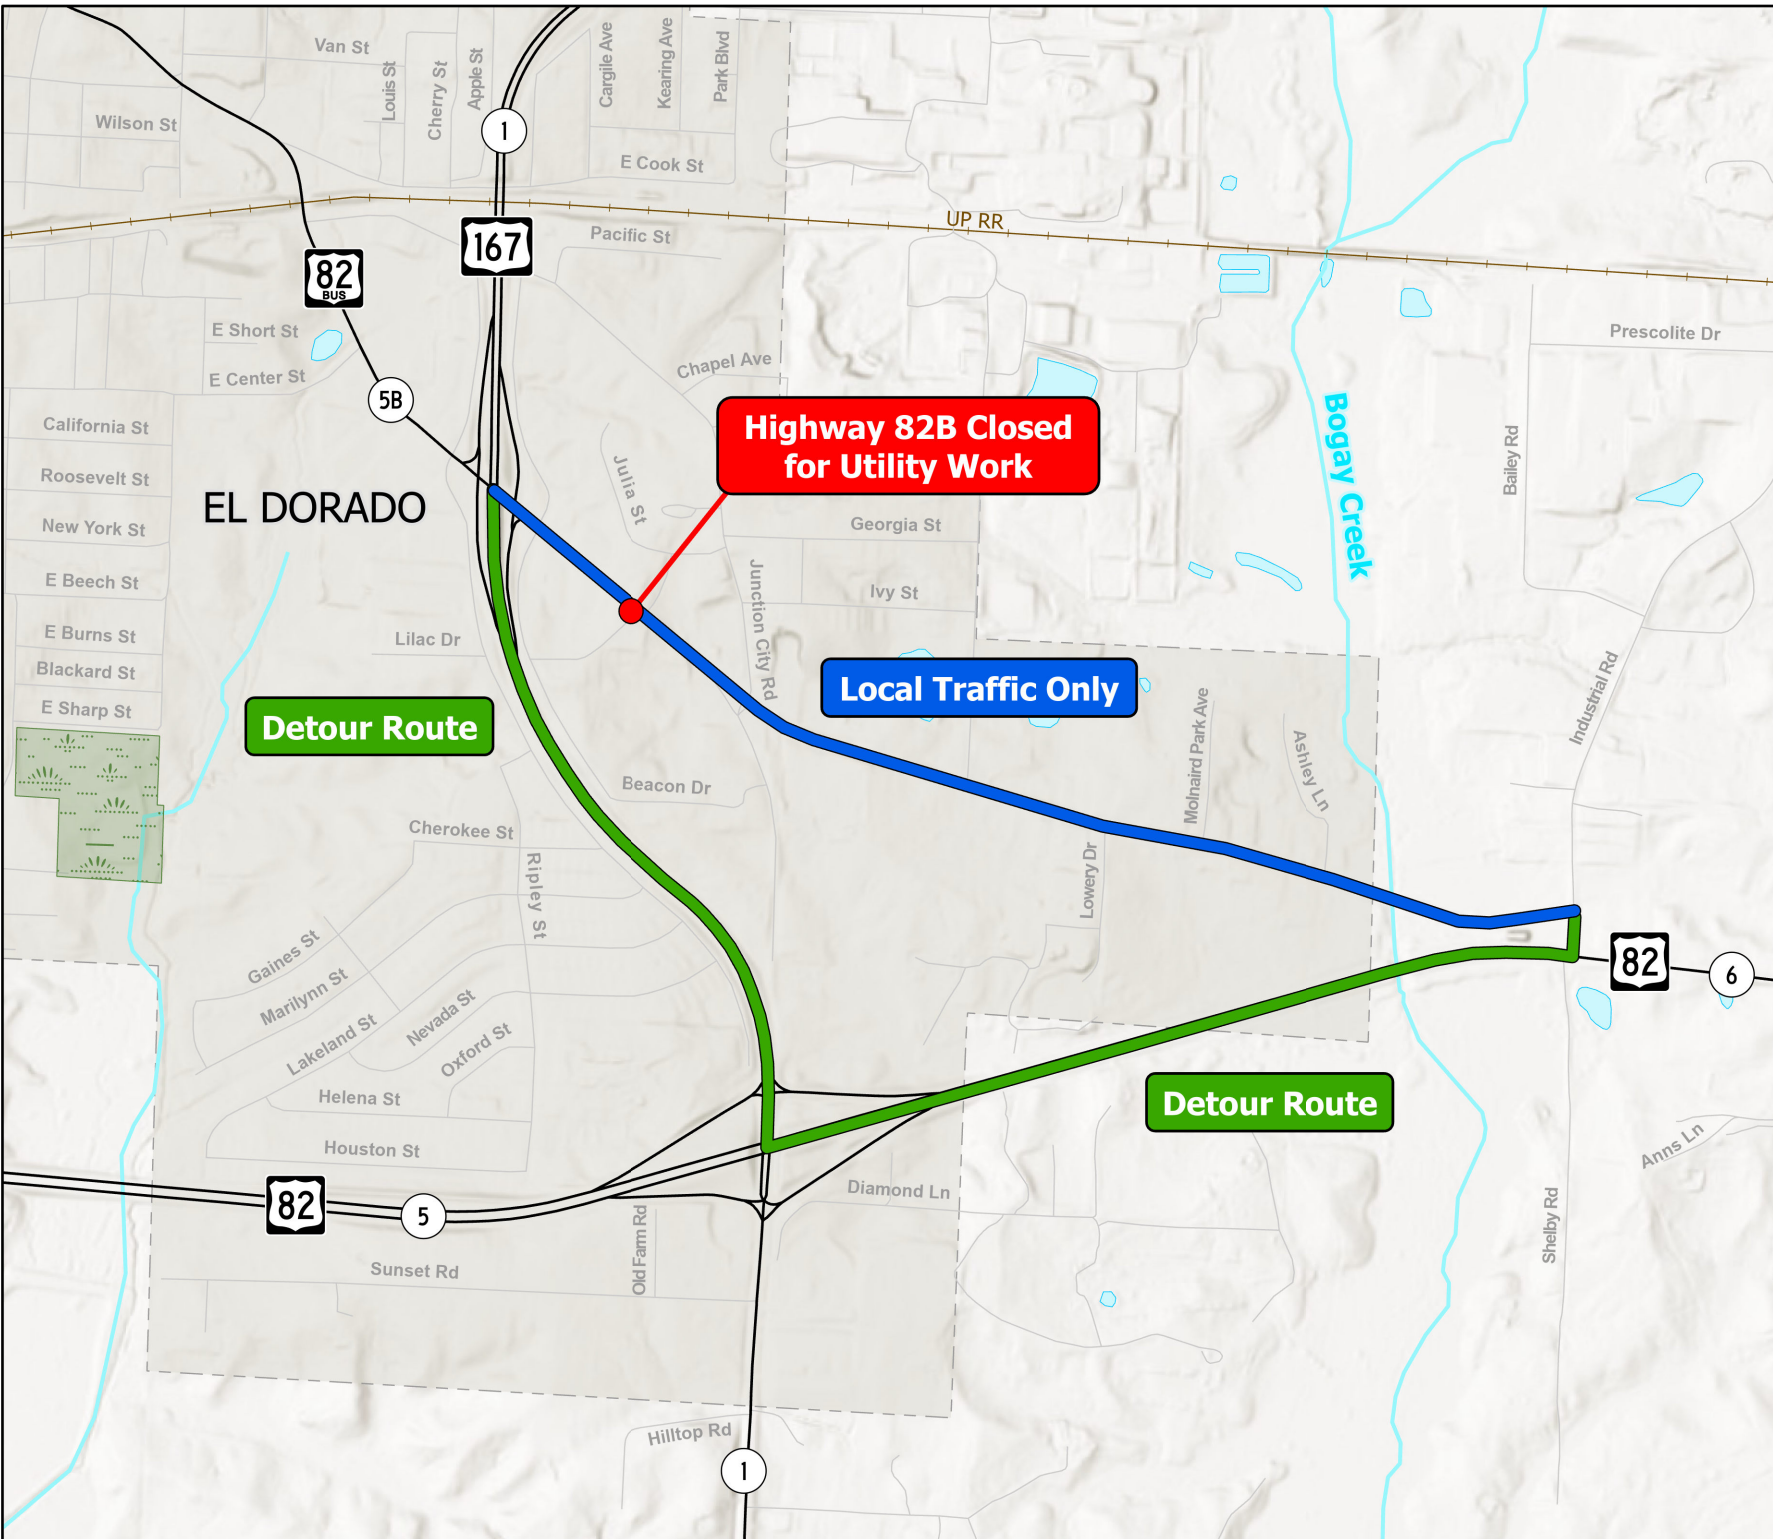 Van St
Louis St
Cherry St
Apple St
Cargile Ave
Kearing Ave
Park Blvd
Wilson St
1
E Cook St
UP RR
167
Pacific St
82
BUS
E Short St
Prescolite Dr
E Center St
Chapel Ave
5B
California St
Highway 82B Closed
for Utility Work
Bogay Creek
Bailey Rd
Roosevelt St
Julia St
EL DORADO
New York St
Georgia St
E Beech St
Ivy St
Junction City Rd
E Burns St
Lilac Dr
Blackard St
Local Traffic Only
Industrial Rd
E Sharp St
Detour Route
Molnaird Park Ave
Ashley Ln
Beacon Dr
Cherokee St
Ripley St
Lowery Dr
Gaines St
82
6
Marilynn St
Nevada St
Lakeland St
Oxford St
Helena St
Detour Route
Houston St
Anns Ln
82
5
Diamond Ln
Shelby Rd
Old Farm Rd
Sunset Rd
Hilltop Rd
1